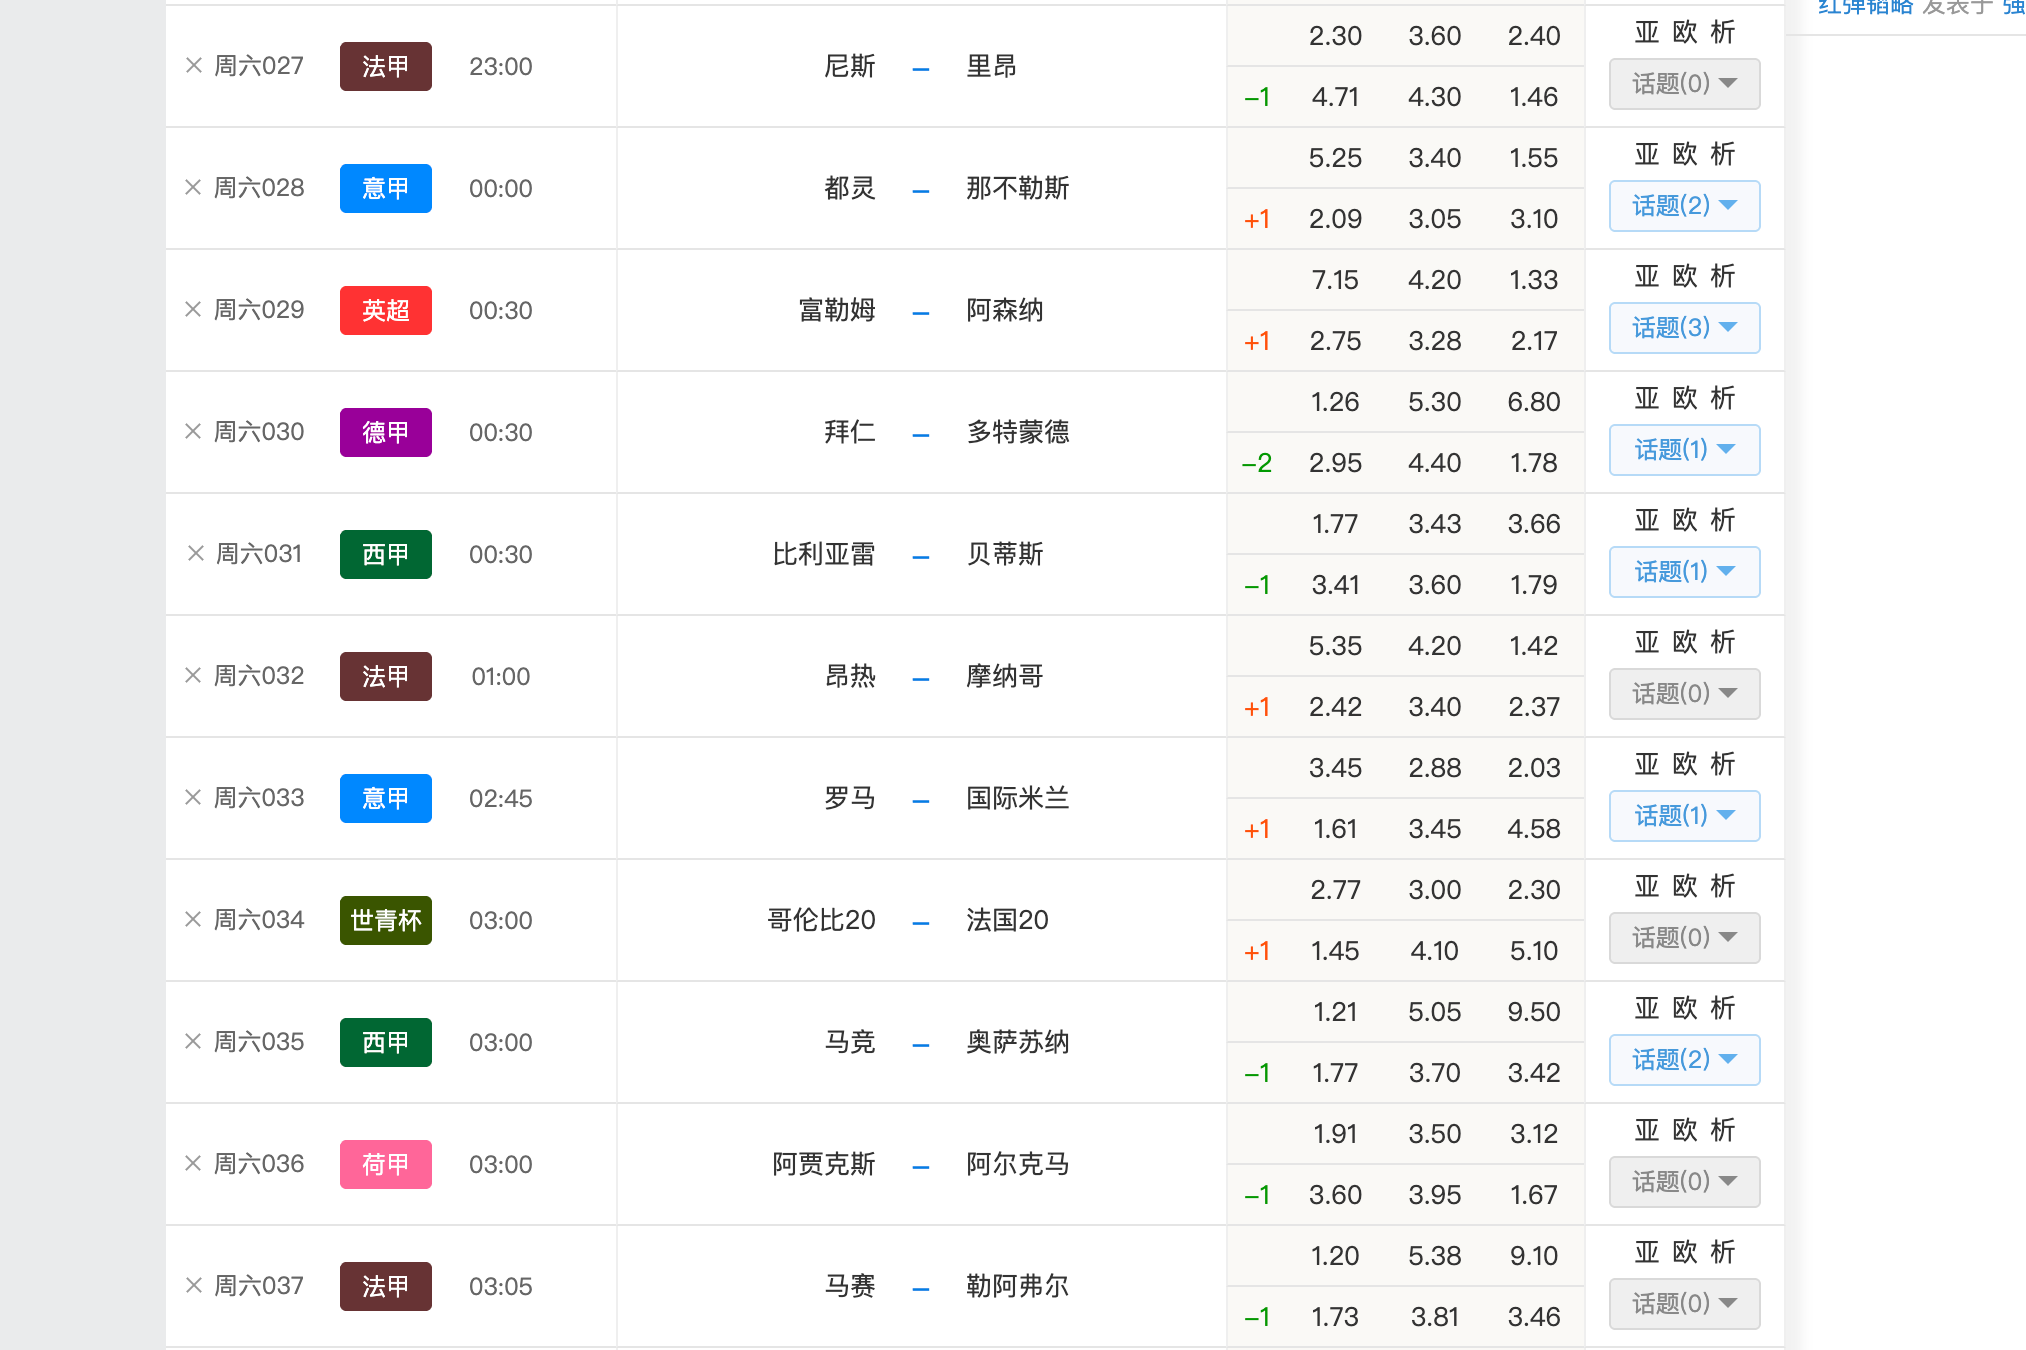 红弹韬略 发表于 强
× 周六027 法甲 23:00 尼斯 – 里昂 2.30 3.60 2.40 亚 欧 析
–1 4.71 4.30 1.46 话题(0)
× 周六028 意甲 00:00 都灵 – 那不勒斯 5.25 3.40 1.55 亚 欧 析
+1 2.09 3.05 3.10 话题(2)
× 周六029 英超 00:30 富勒姆 – 阿森纳 7.15 4.20 1.33 亚 欧 析
+1 2.75 3.28 2.17 话题(3)
× 周六030 德甲 00:30 拜仁 – 多特蒙德 1.26 5.30 6.80 亚 欧 析
–2 2.95 4.40 1.78 话题(1)
× 周六031 西甲 00:30 比利亚雷 – 贝蒂斯 1.77 3.43 3.66 亚 欧 析
–1 3.41 3.60 1.79 话题(1)
× 周六032 法甲 01:00 昂热 – 摩纳哥 5.35 4.20 1.42 亚 欧 析
+1 2.42 3.40 2.37 话题(0)
× 周六033 意甲 02:45 罗马 – 国际米兰 3.45 2.88 2.03 亚 欧 析
+1 1.61 3.45 4.58 话题(1)
× 周六034 世青杯 03:00 哥伦比20 – 法国20 2.77 3.00 2.30 亚 欧 析
+1 1.45 4.10 5.10 话题(0)
× 周六035 西甲 03:00 马竞 – 奥萨苏纳 1.21 5.05 9.50 亚 欧 析
–1 1.77 3.70 3.42 话题(2)
× 周六036 荷甲 03:00 阿贾克斯 – 阿尔克马 1.91 3.50 3.12 亚 欧 析
–1 3.60 3.95 1.67 话题(0)
× 周六037 法甲 03:05 马赛 – 勒阿弗尔 1.20 5.38 9.10 亚 欧 析
–1 1.73 3.81 3.46 话题(0)